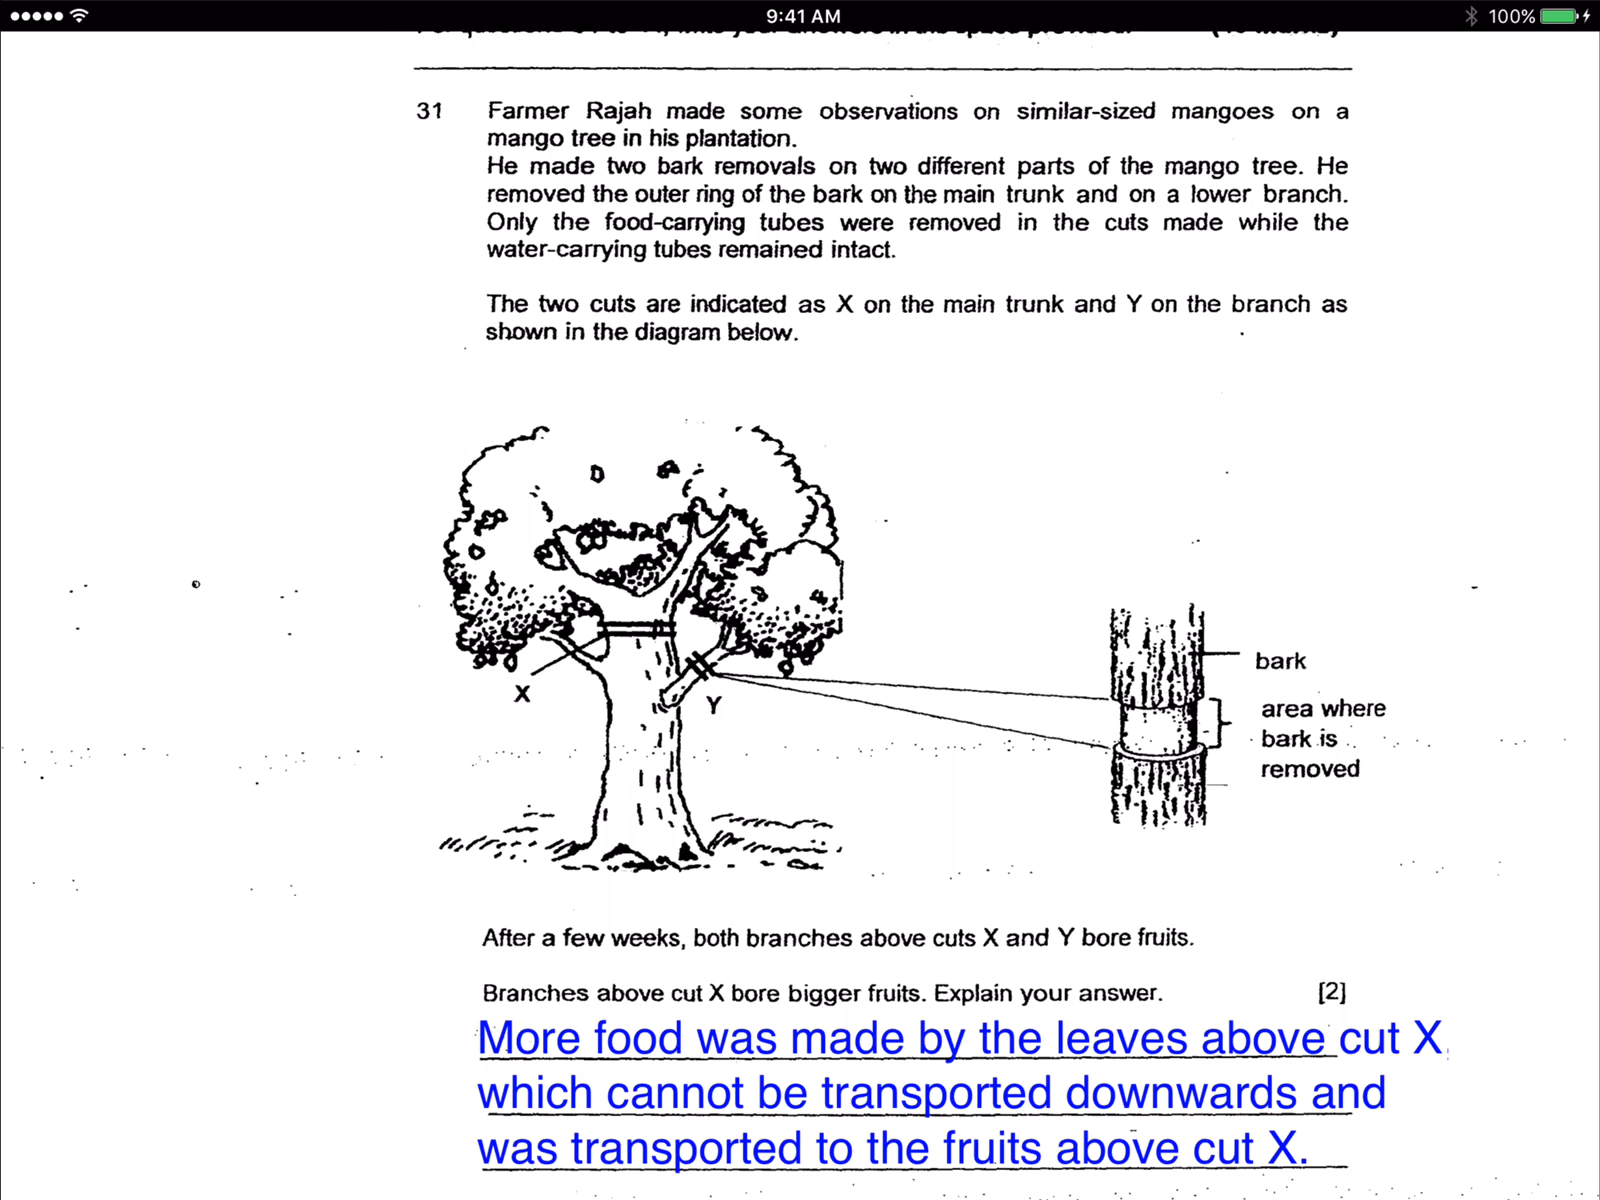 9:41 AM
100%
31 Farmer Rajah made some observations on similar-sized mangoes on a
mango tree in his plantation.
He made two bark removals on two different parts of the mango tree. He
removed the outer ring of the bark on the main trunk and on a lower branch.
Only the food-carrying tubes were removed in the cuts made while the
water-carrying tubes remained intact.
The two cuts are indicated as X on the main trunk and Y on the branch as
shown in the diagram below.
X
Y
bark
area where
bark is
removed
After a few weeks, both branches above cuts X and Y bore fruits.
Branches above cut X bore bigger fruits. Explain your answer. [2]
More food was made by the leaves above cut X
which cannot be transported downwards and
was transported to the fruits above cut X.